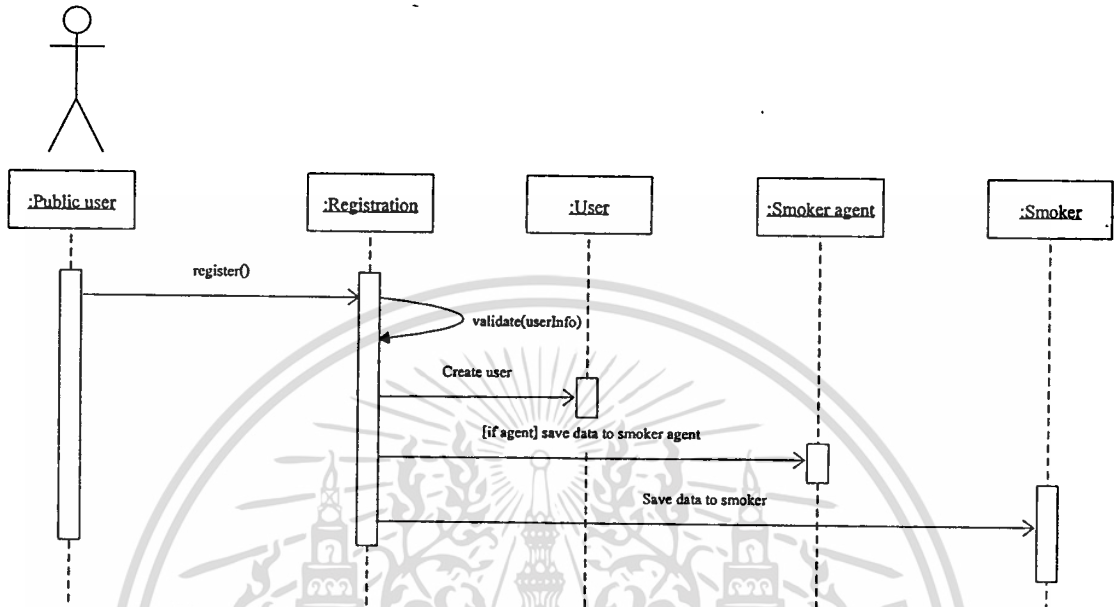 :Public user
:Registration
:User
:Smoker agent
:Smoker
register()
validate(userInfo)
Create user
[if agent] save data to smoker agent
Save data to smoker